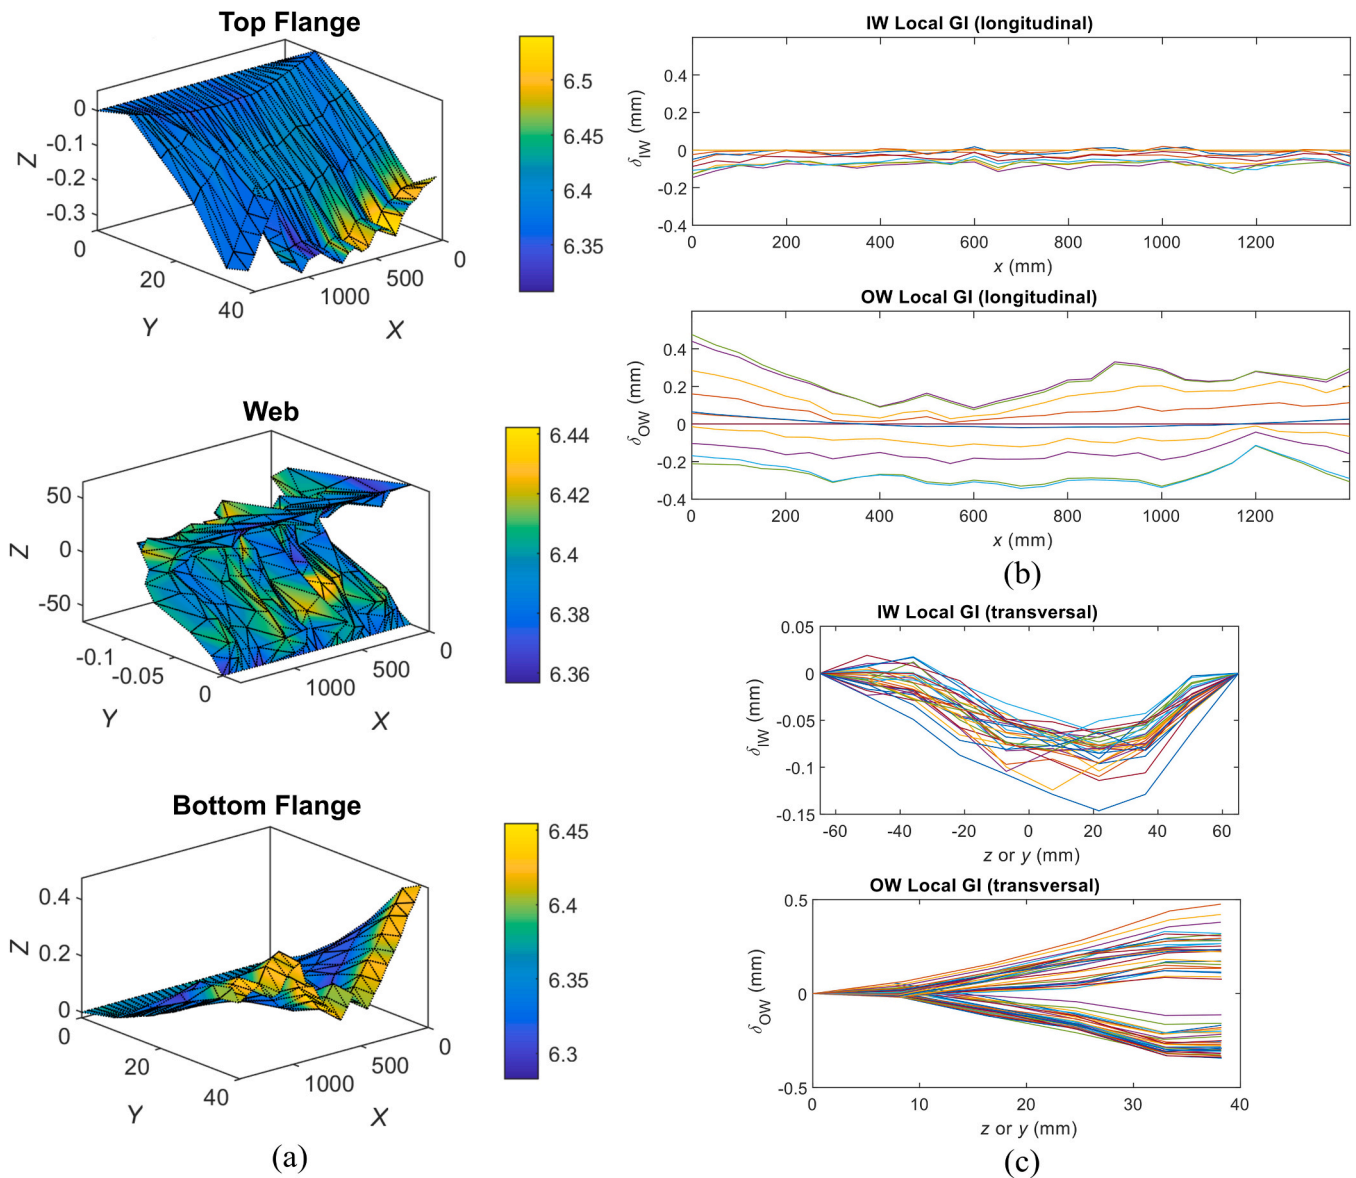 Top Flange
0
-0.1
-0.2
-0.3
Z
0
20
40
Y
1000
500
0
X
6.5
6.45
6.4
6.35
Web
50
0
-50
Z
-0.1
-0.05
0
Y
1000
500
0
X
6.44
6.42
6.4
6.38
6.36
Bottom Flange
0.4
0.2
0
Z
0
20
40
Y
1000
500
0
X
6.45
6.4
6.35
6.3
(a)
IW Local GI (longitudinal)
0.4
0.2
0
-0.2
-0.4
δIW (mm)
0 200 400 600 800 1000 1200
x (mm)
OW Local GI (longitudinal)
0.4
0.2
0
-0.2
-0.4
δOW (mm)
0 200 400 600 800 1000 1200
x (mm)
(b)
IW Local GI (transversal)
0.05
0
-0.05
-0.1
-0.15
δIW (mm)
-60 -40 -20 0 20 40 60
z or y (mm)
OW Local GI (transversal)
0.5
0
-0.5
δOW (mm)
0 10 20 30 40
z or y (mm)
(c)